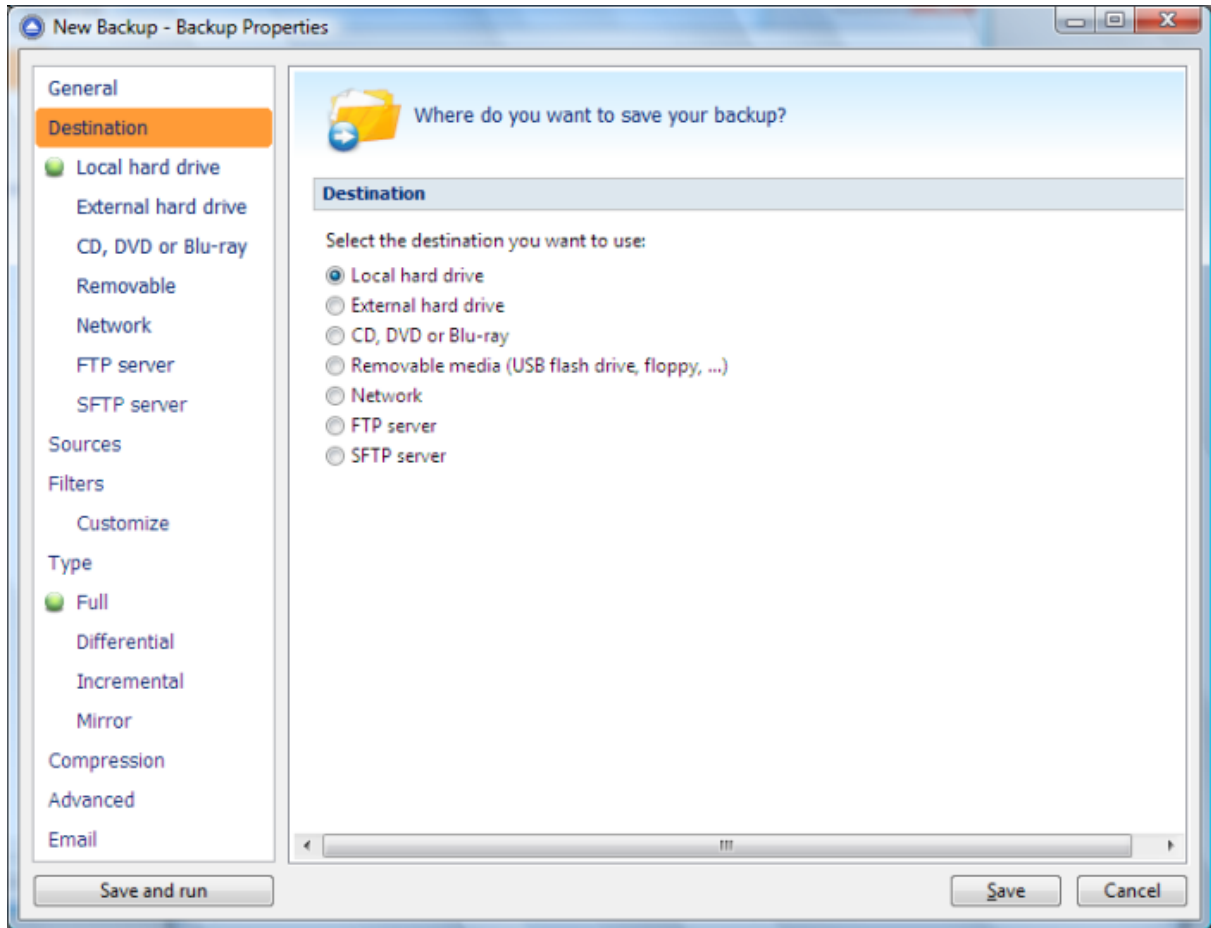 New Backup - Backup Properties
General
Destination
Local hard drive
External hard drive
CD, DVD or Blu-ray
Removable
Network
FTP server
SFTP server
Sources
Filters
Customize
Type
Full
Differential
Incremental
Mirror
Compression
Advanced
Email
Where do you want to save your backup?
Destination
Select the destination you want to use:
Local hard drive
External hard drive
CD, DVD or Blu-ray
Removable media (USB flash drive, floppy, ...)
Network
FTP server
SFTP server
Save and run
Save
Cancel